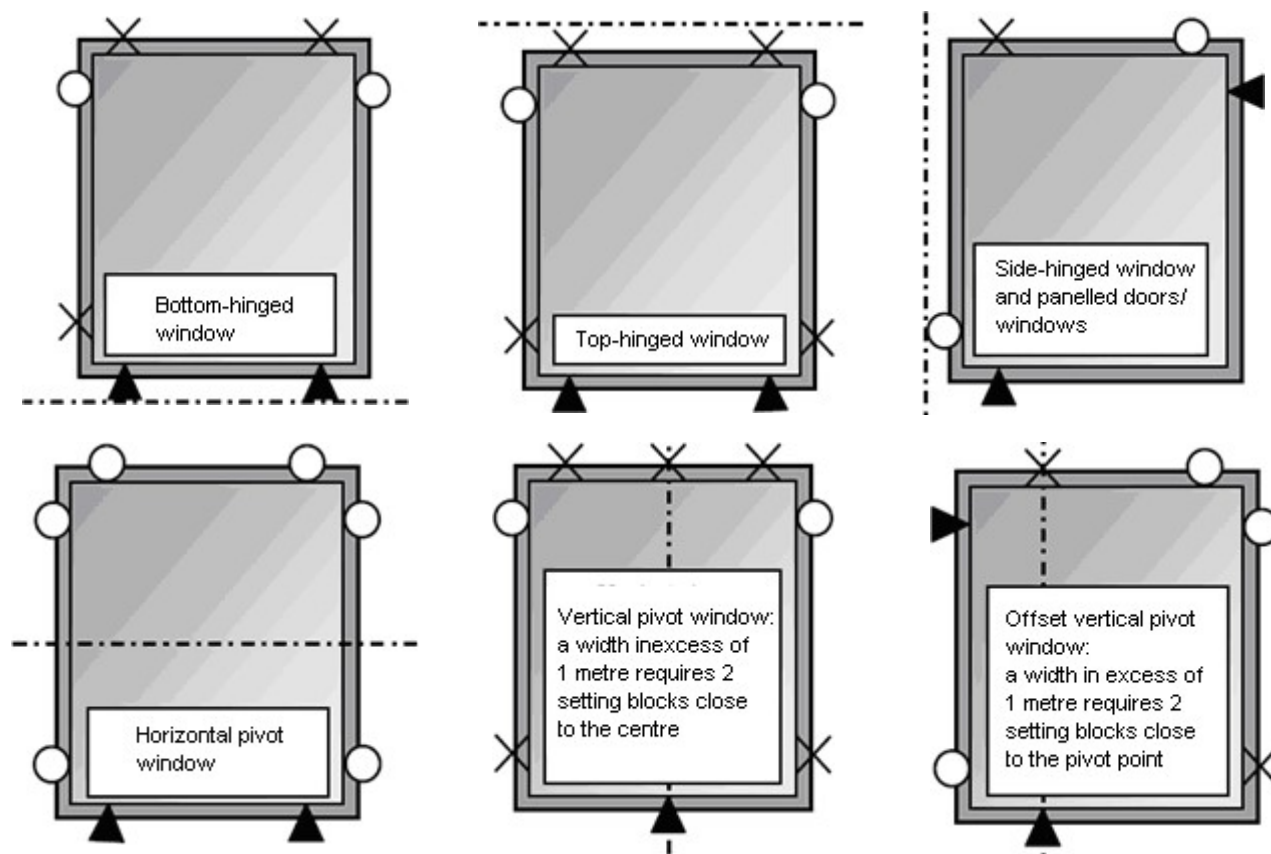 Bottom-hinged
window
Top-hinged window
Side-hinged window
and panelled doors/
windows
Horizontal pivot
window
Vertical pivot window:
a width inexcess of
1 metre requires 2
setting blocks close
to the centre
Offset vertical pivot
window:
a width in excess of
1 metre requires 2
setting blocks close
to the pivot point